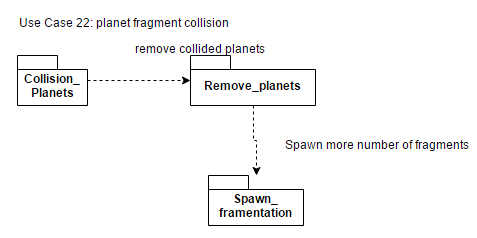 Use Case 22: planet fragment collision
remove collided planets
Collision_
Planets
Remove_planets
Spawn more number of fragments
Spawn_
framentation